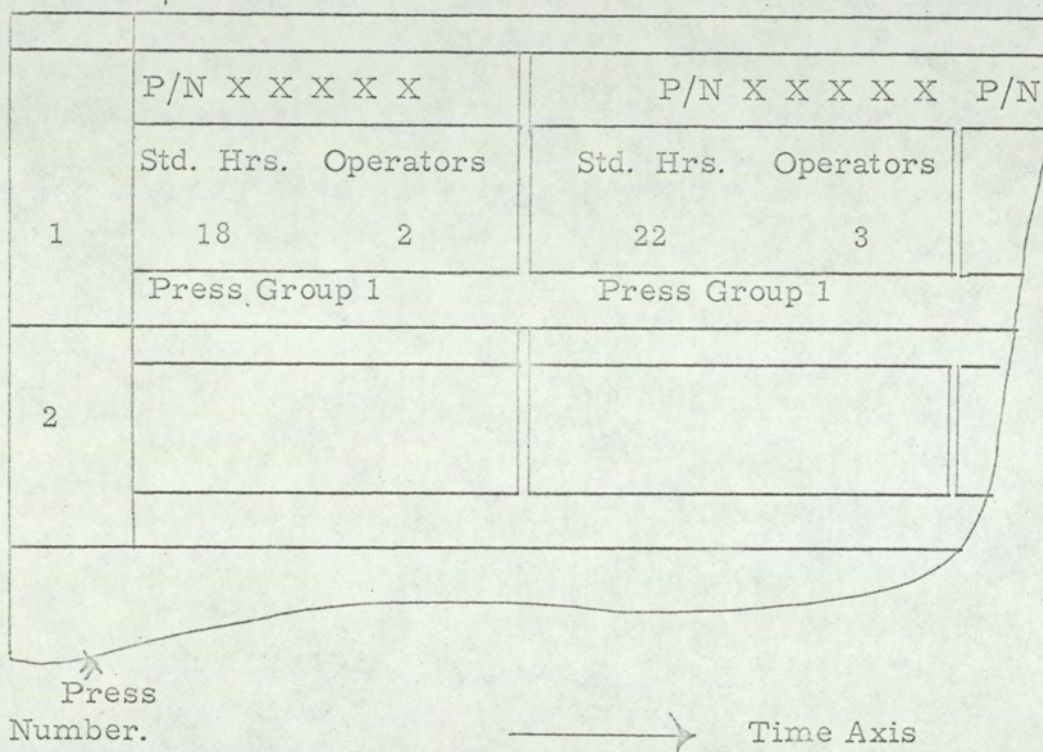 P/N X X X X X P/N X X X X X P/N
Std. Hrs. Operators Std. Hrs. Operators
1 18 2 22 3
Press Group 1 Press Group 1
2
Press
Number. Time Axis